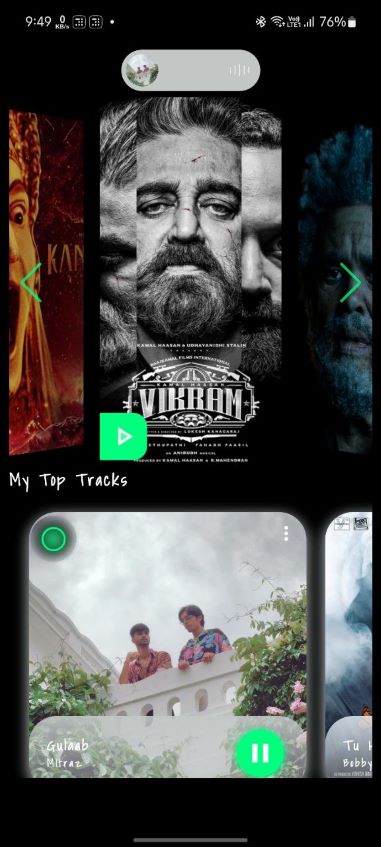 9:49 0 KB/s
Vo) LTE1 76%
KAN
KAMAL HAASAN & UDHAYANIDHI STALIN
RAAJKAMAL FILMS INTERNATIONAL
KAMAL HAASAN
VIKRAM
WRITTEN & DIRECTED BY LOKESH KANAGARAJ
SETHUPATHI FAHADH FAASIL
AN ANIRUDH MUSICAL
PRODUCED BY KAMAL HAASAN & R.MAHENDRAN
My Top Tracks
Gulaab
Mitraz
Tu H
Bobby